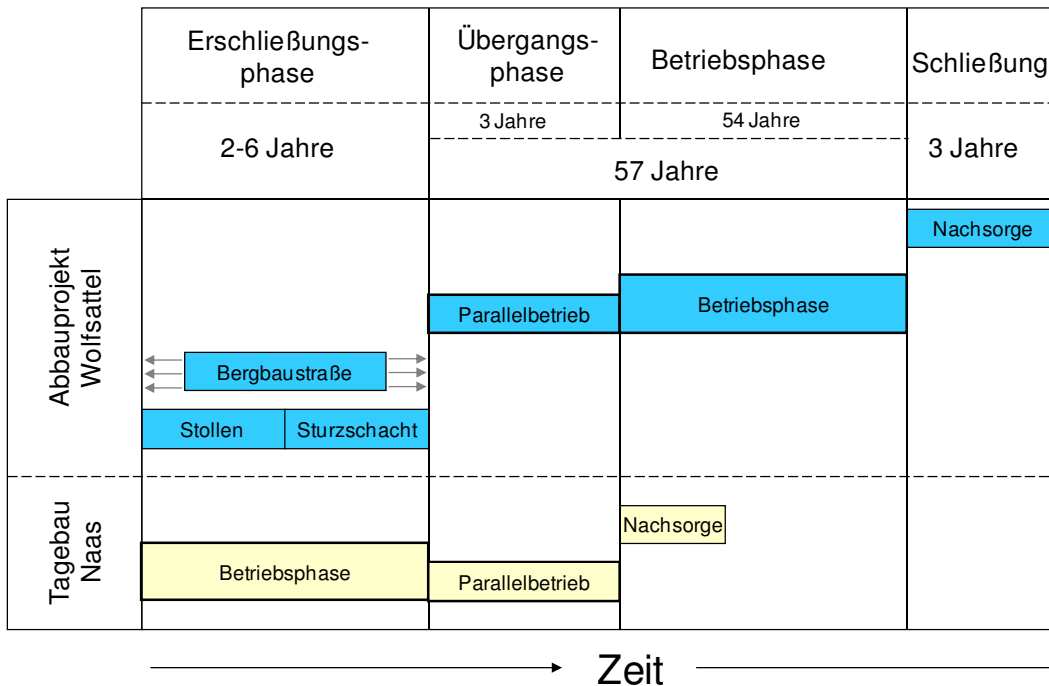 Erschließungs-
phase
Übergangs-
phase
Betriebsphase
Schließung
2-6 Jahre
3 Jahre
54 Jahre
57 Jahre
3 Jahre
Abbauprojekt
Wolfsattel
Nachsorge
Parallelbetrieb
Betriebsphase
Bergbaustraße
Stollen
Sturzschacht
Tagebau
Naas
Nachsorge
Betriebsphase
Parallelbetrieb
Zeit